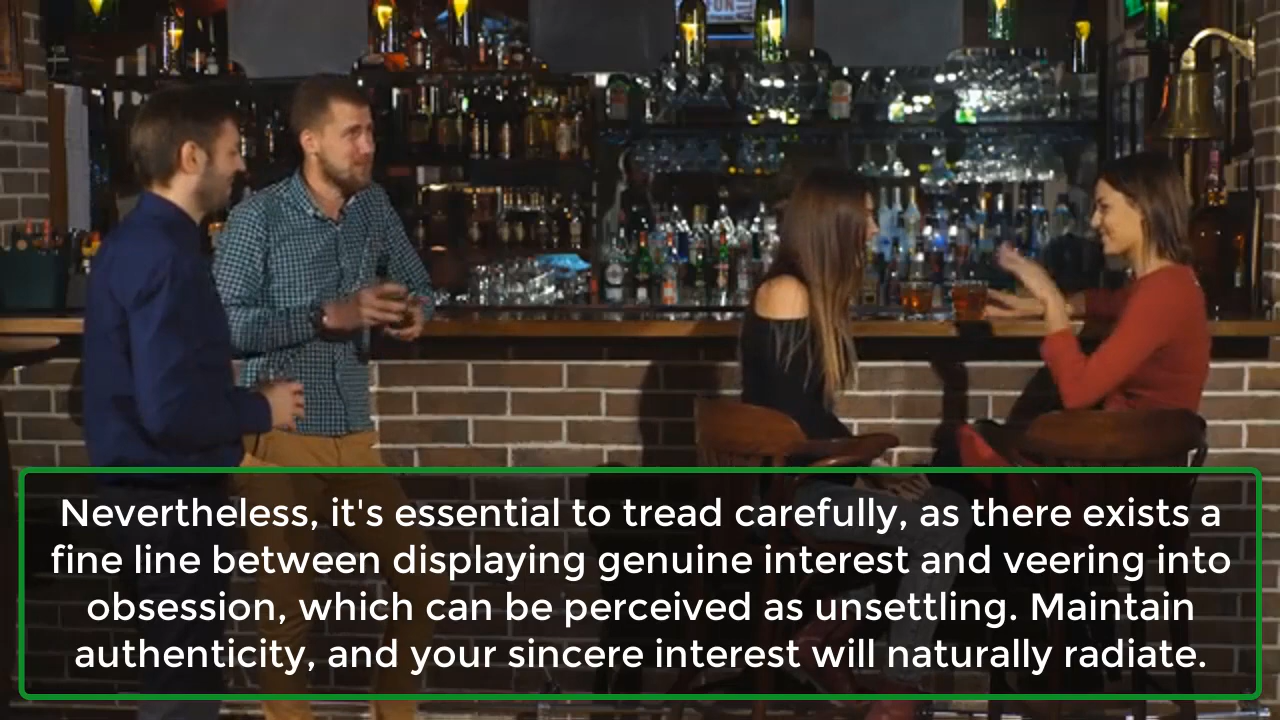 Nevertheless, it's essential to tread carefully, as there exists a
fine line between displaying genuine interest and veering into
obsession, which can be perceived as unsettling. Maintain
authenticity, and your sincere interest will naturally radiate.